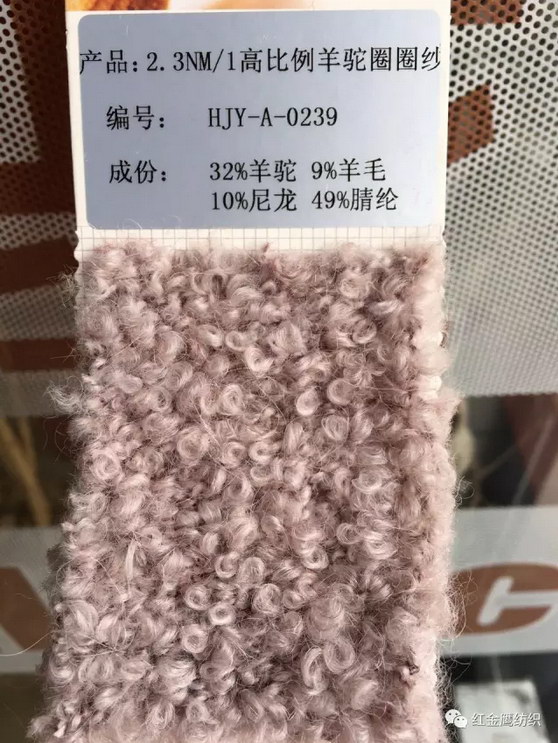 产品:2.3NM/1高比例羊驼圈圈纱
编号: HJY-A-0239
成份: 32%羊驼 9%羊毛
10%尼龙 49%腈纶
C
红金凤纺织